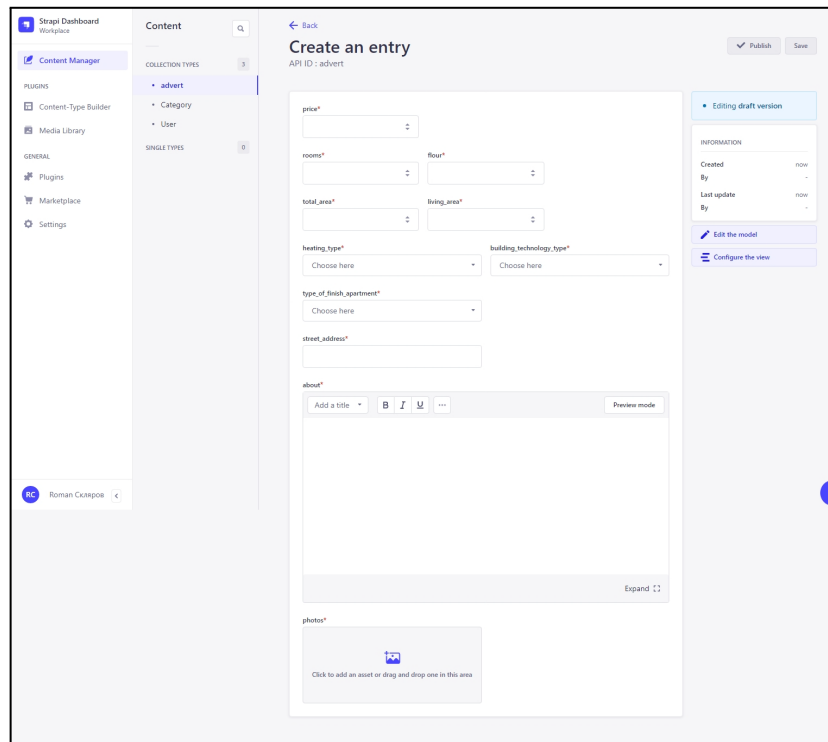 Strapi Dashboard
Workplace
Content Manager
PLUGINS
Content-Type Builder
Media Library
GENERAL
Plugins
Marketplace
Settings
RC Roman Скляров
Content
COLLECTION TYPES 3
advert
Category
User
SINGLE TYPES 0
Back
Create an entry
API ID : advert
Publish Save
price*
rooms* flour*
total_area* living_area*
heating_type* building_technology_type*
Choose here Choose here
type_of_finish_apartment*
Choose here
street_address*
about*
Add a title B I U ... Preview mode
Expand
photos*
Click to add an asset or drag and drop one in this area
Editing draft version
INFORMATION
Created now
By -
Last update now
By -
Edit the model
Configure the view